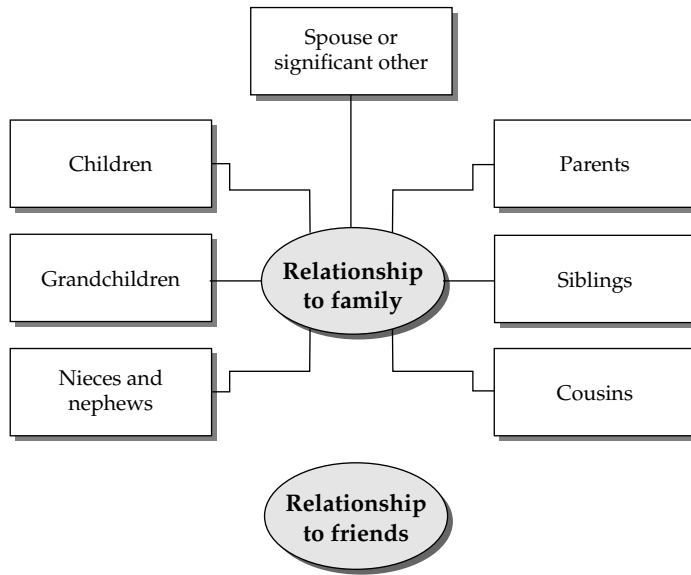 Spouse or
significant other
Children
Parents
Grandchildren
Relationship
to family
Siblings
Nieces and
nephews
Cousins
Relationship
to friends